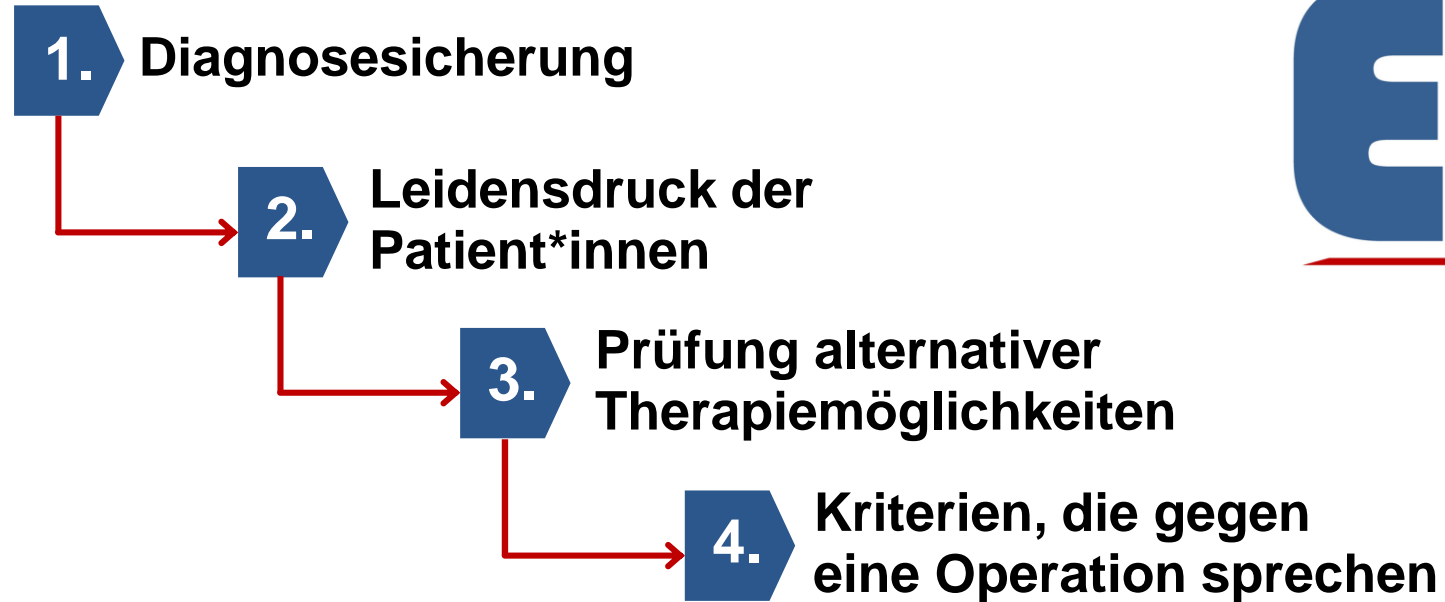 1. Diagnosesicherung
2. Leidensdruck der
Patient*innen
3. Prüfung alternativer
Therapiemöglichkeiten
4. Kriterien, die gegen
eine Operation sprechen
E